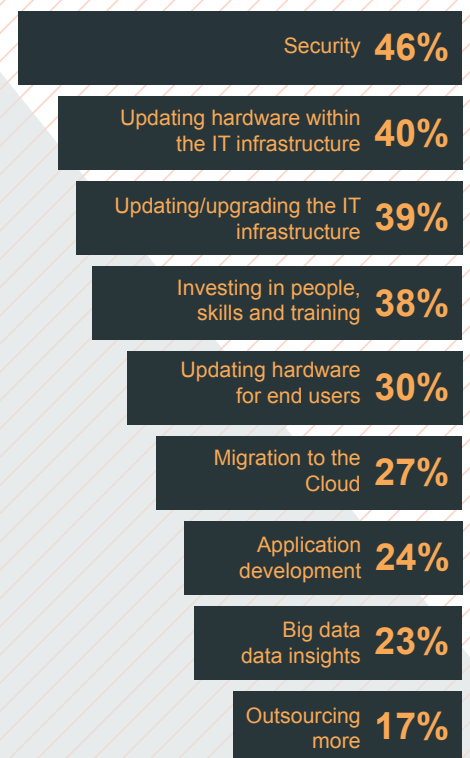 Security 46%
Updating hardware within
the IT infrastructure 40%
Updating/upgrading the IT
infrastructure 39%
Investing in people,
skills and training 38%
Updating hardware
for end users 30%
Migration to the
Cloud 27%
Application
development 24%
Big data
data insights 23%
Outsourcing
more 17%